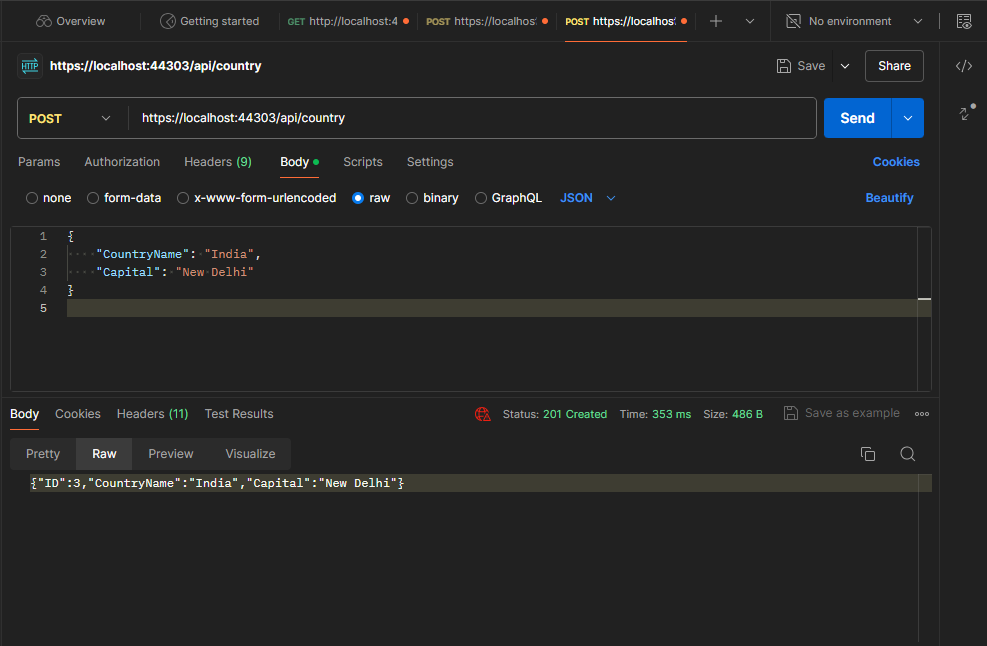 Overview Getting started GET http://localhost:4 POST https://localhos POST https://localhos No environment
HTTP https://localhost:44303/api/country Save Share
POST https://localhost:44303/api/country Send
Params Authorization Headers (9) Body Scripts Settings Cookies
none form-data x-www-form-urlencoded raw binary GraphQL JSON Beautify
1 {
2 "CountryName": "India",
3 "Capital": "New Delhi"
4 }
5
Body Cookies Headers (11) Test Results Status: 201 Created Time: 353 ms Size: 486 B Save as example
Pretty Raw Preview Visualize
{"ID":3,"CountryName":"India","Capital":"New Delhi"}